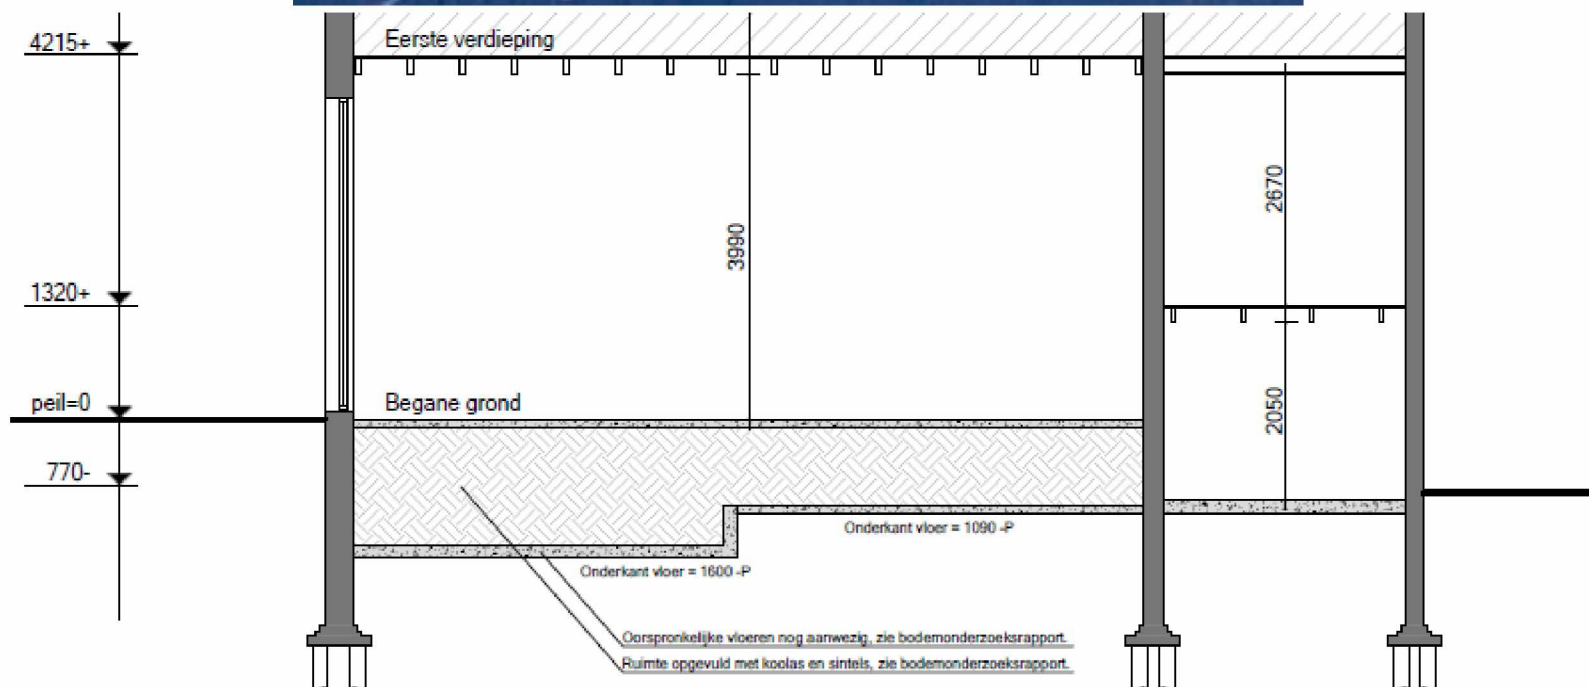 4215+
Eerste verdieping
2670
3990
1320+
peil=0
Begane grond
2050
770-
Onderkant vloer = 1090 -P
Onderkant vloer = 1600 -P
Oorspronkelijke vloeren nog aanwezig, zie bodemonderzoeksrapport.
Ruimte opgevuld met koolas en sintels, zie bodemonderzoeksrapport.